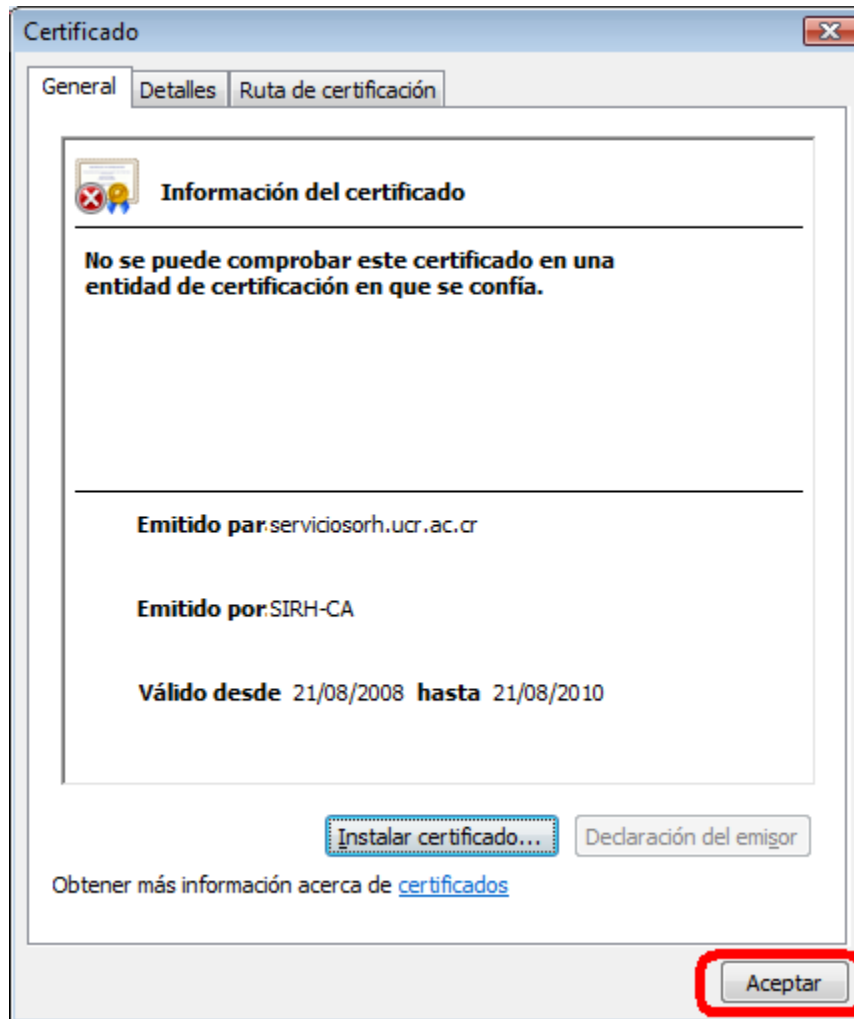 Certificado
General Detalles Ruta de certificación
Información del certificado
No se puede comprobar este certificado en una
entidad de certificación en que se confía.
Emitido par serviciosorh.ucr.ac.cr
Emitido por SIRH-CA
Válido desde 21/08/2008 hasta 21/08/2010
Instalar certificado... Declaración del emisor
Obtener más información acerca de certificados
Aceptar